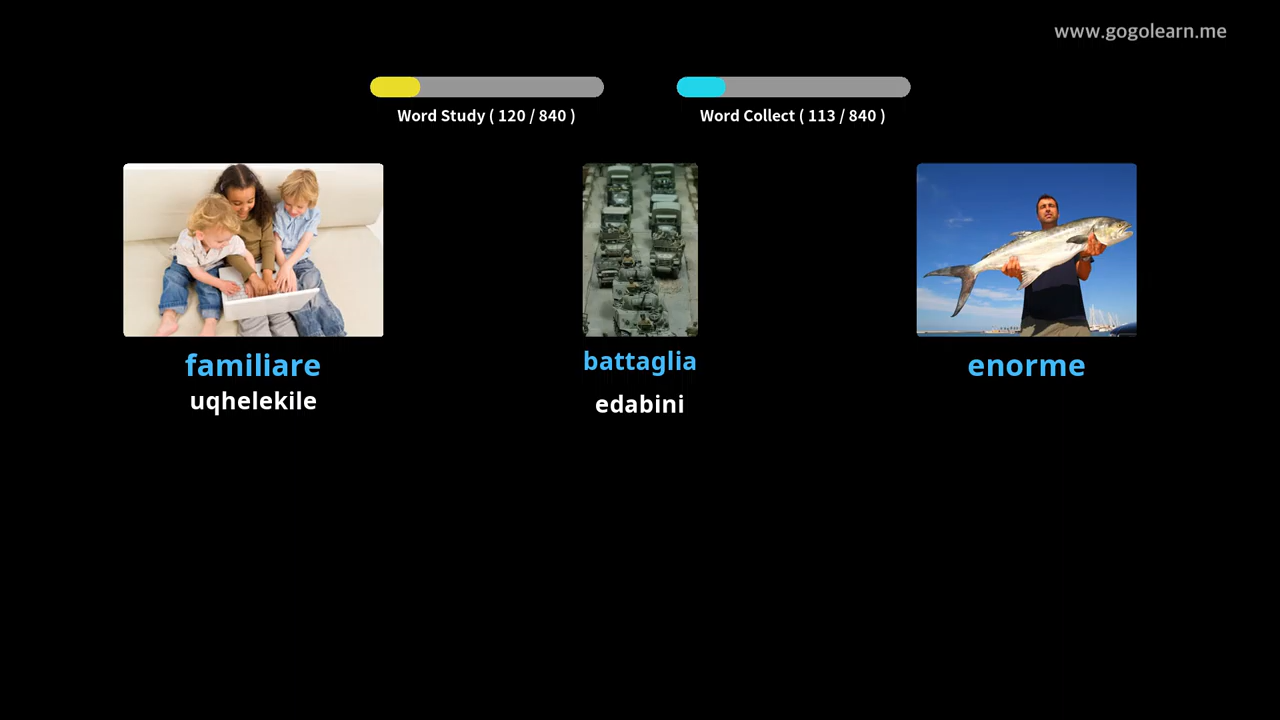 www.gogolearn.me
Word Study ( 120 / 840 )
Word Collect ( 113 / 840 )
familiare
uqhelekile
battaglia
edabini
enorme